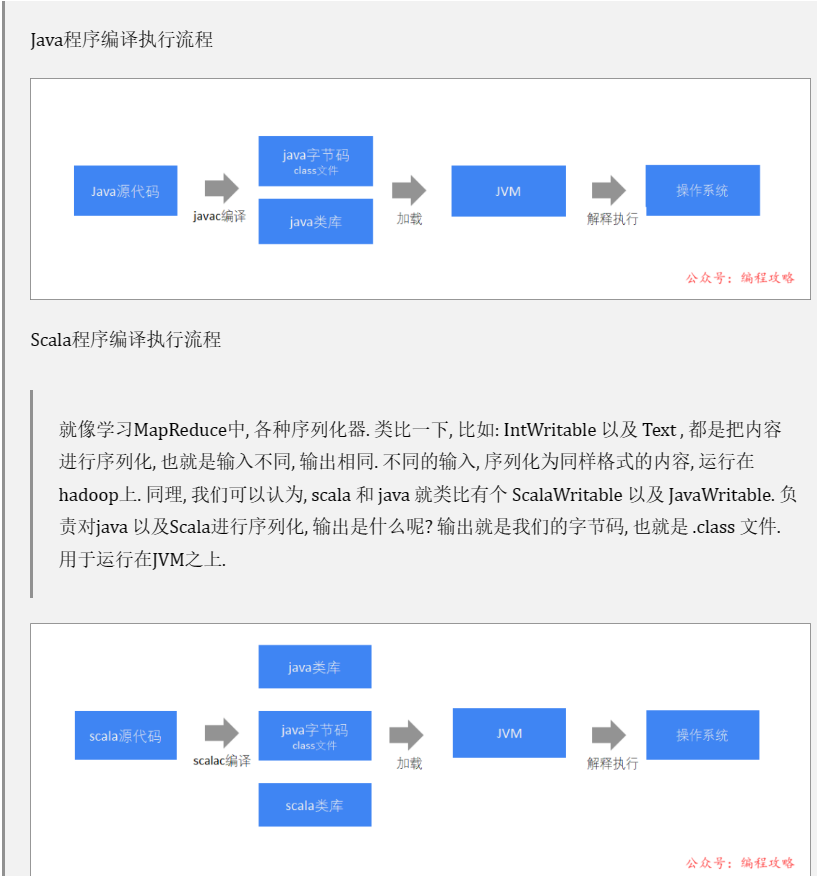 Java程序编译执行流程
Java源代码
javac编译
java字节码
class文件
java类库
加载
JVM
解释执行
操作系统
公众号：编程攻略
Scala程序编译执行流程
就像学习MapReduce中, 各种序列化器. 类比一下, 比如: IntWritable 以及 Text , 都是把内容
进行序列化, 也就是输入不同, 输出相同. 不同的输入, 序列化为同样格式的内容, 运行在
hadoop上. 同理, 我们可以认为, scala 和 java 就类比有个 ScalaWritable 以及 JavaWritable. 负
责对java 以及Scala进行序列化, 输出是什么呢? 输出就是我们的字节码, 也就是 .class 文件.
用于运行在JVM之上.
scala源代码
scalac编译
java类库
java字节码
class文件
scala类库
加载
JVM
解释执行
操作系统
公众号：编程攻略